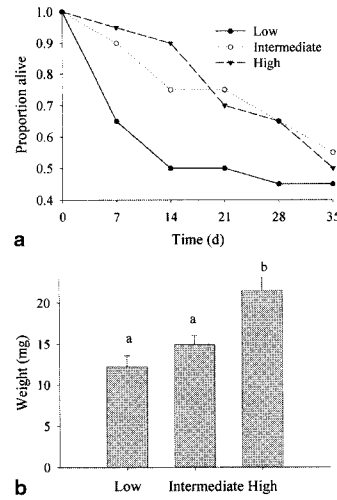 1.0
0.9
0.8
0.7
0.6
0.5
0.4
Proportion alive
Low
Intermediate
High
0 7 14 21 28 35
Time (d)
a
20
15
10
5
0
Weight (mg)
a
a
b
Low Intermediate High
b